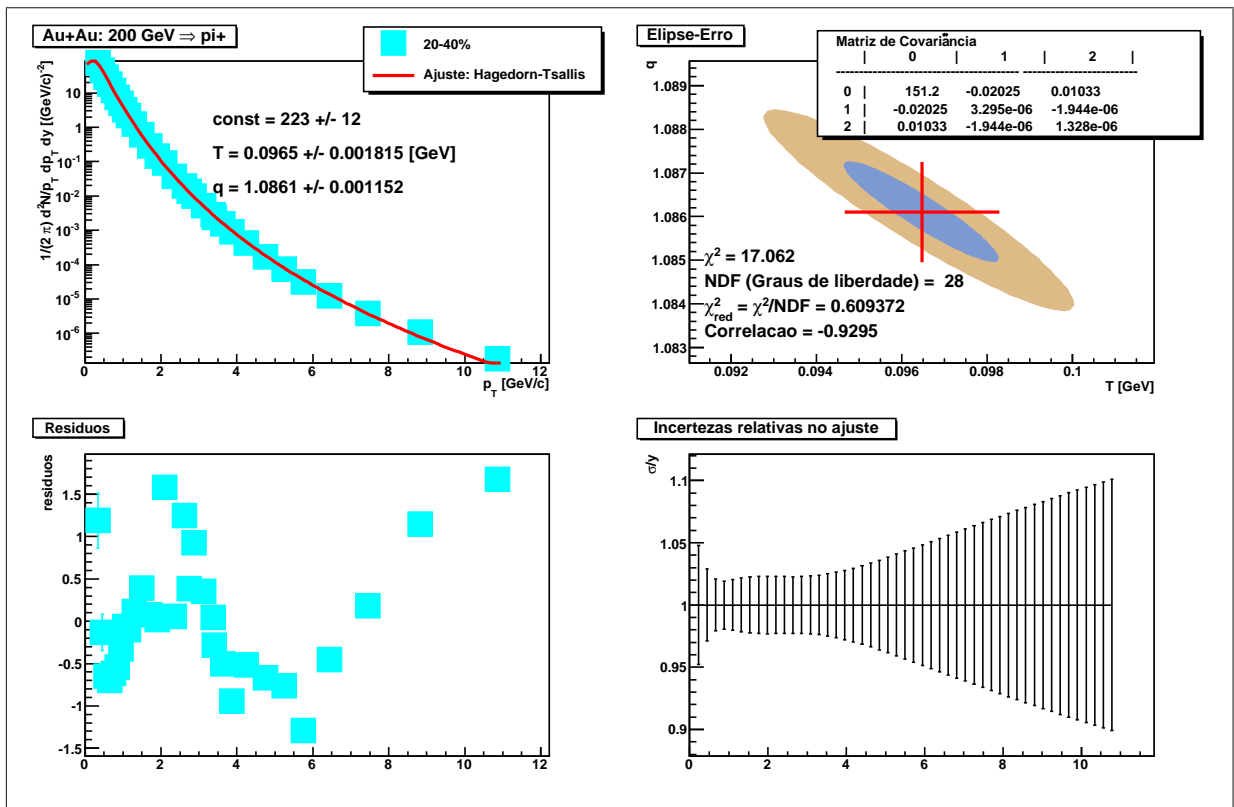 Au+Au: 200 GeV ⇒ pi+
20-40%
Ajuste: Hagedorn-Tsallis
const = 223 +/- 12
T = 0.0965 +/- 0.001815 [GeV]
q = 1.0861 +/- 0.001152
1/(2 π) d²N/p_T dp_T dy [(GeV/c)⁻²]
10
1
10⁻¹
10⁻²
10⁻³
10⁻⁴
10⁻⁵
10⁻⁶
0 2 4 6 8 10 12
p_T [GeV/c]
Elipse-Erro
Matriz de Covariância
| 0 | 1 | 2 |
0 | 151.2 -0.02025 0.01033
1 | -0.02025 3.295e-06 -1.944e-06
2 | 0.01033 -1.944e-06 1.328e-06
q
1.089
1.088
1.087
1.086
1.085
1.084
1.083
χ² = 17.062
NDF (Graus de liberdade) = 28
χ²_red = χ²/NDF = 0.609372
Correlacao = -0.9295
0.092 0.094 0.096 0.098 0.1
T [GeV]
Residuos
residuos
1.5
1
0.5
0
-0.5
-1
-1.5
0 2 4 6 8 10 12
Incertezas relativas no ajuste
σ/y
1.1
1.05
1
0.95
0.9
0 2 4 6 8 10